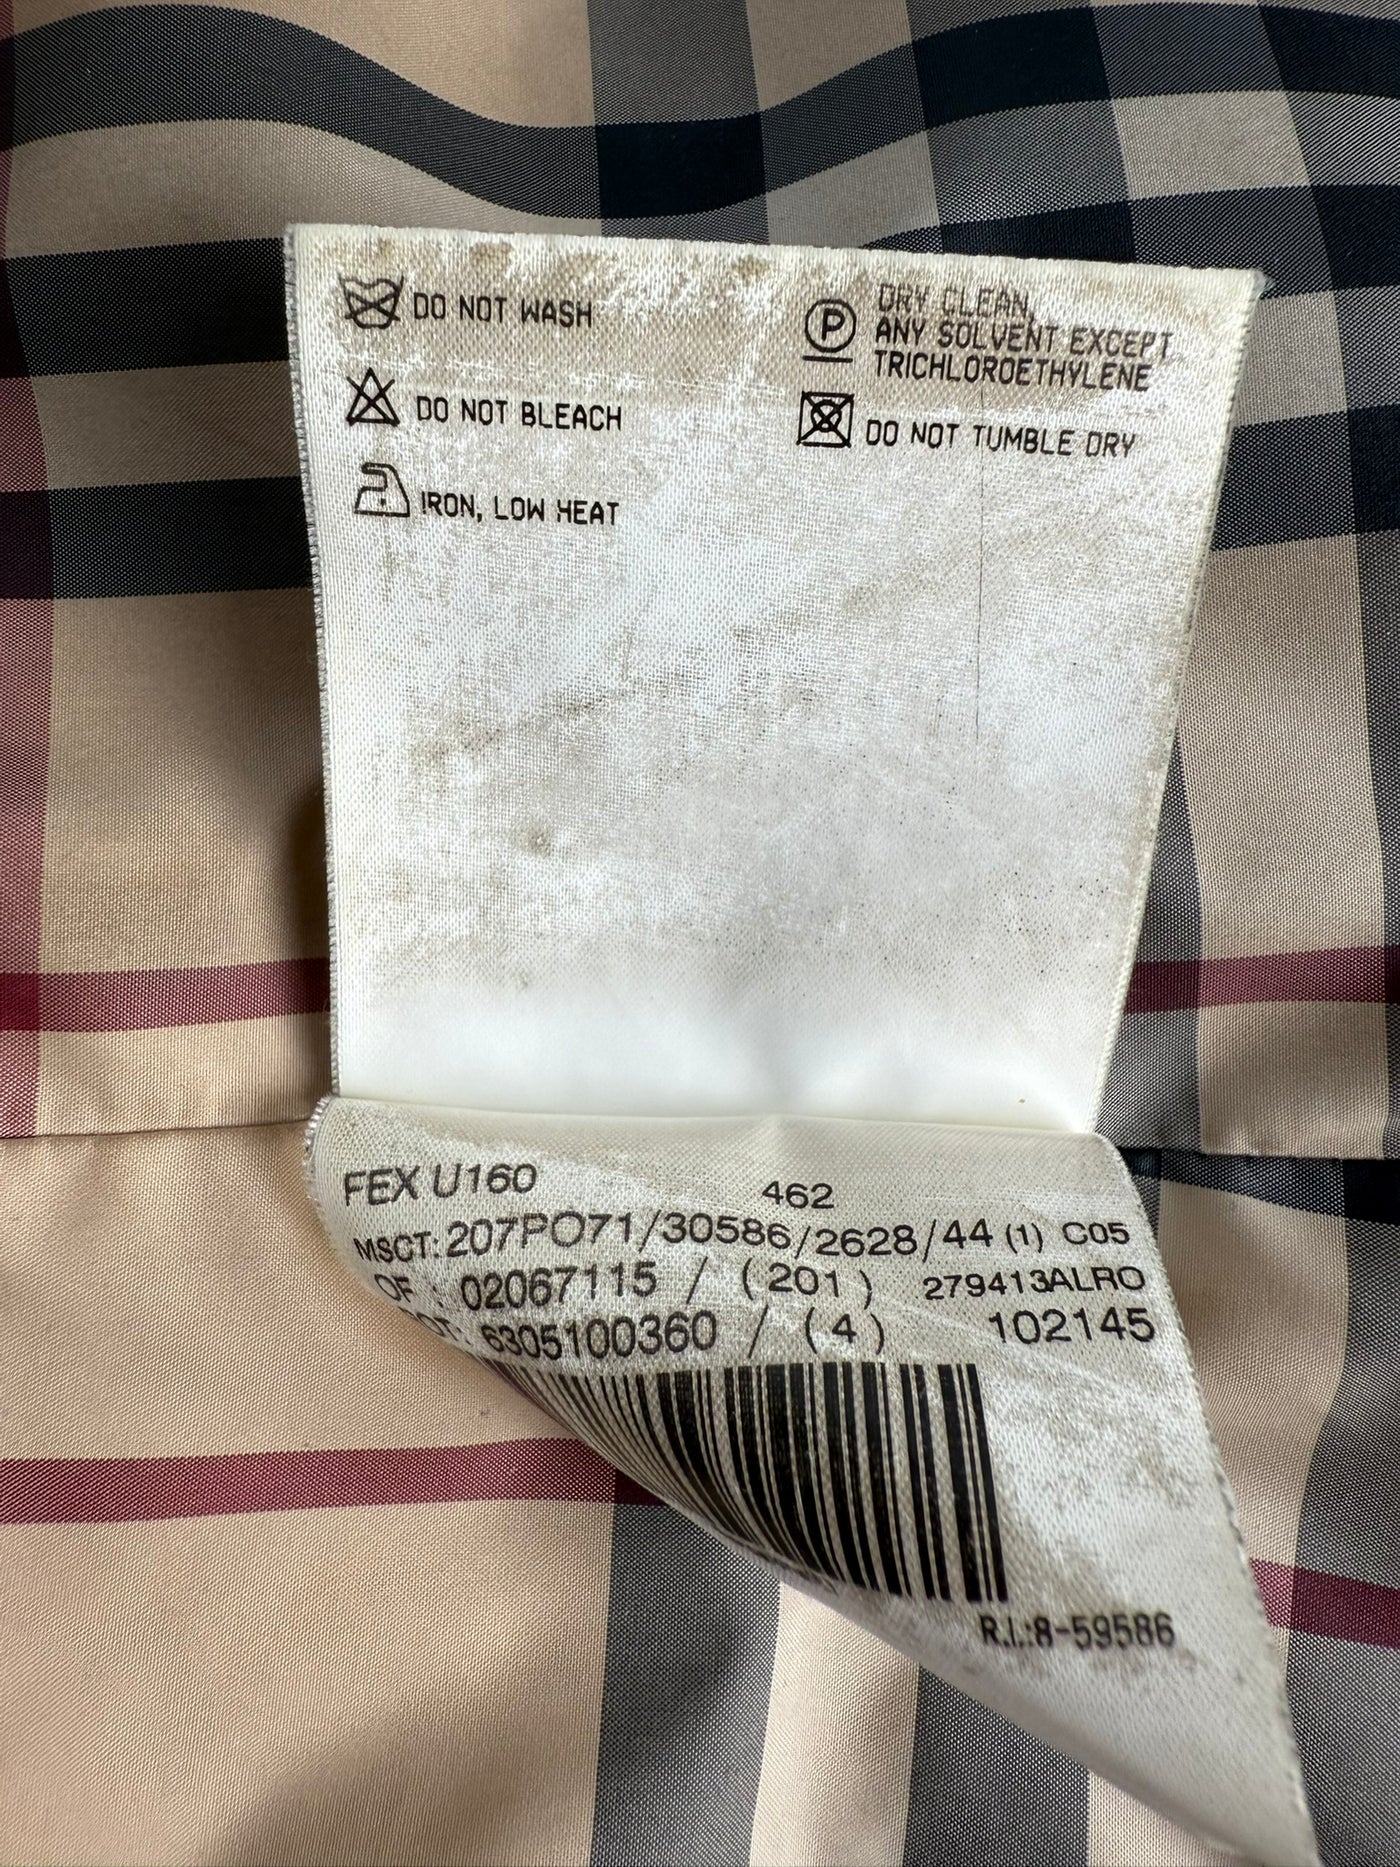 DO NOT WASH
DRY CLEAN,
ANY SOLVENT EXCEPT
TRICHLOROETHYLENE
DO NOT BLEACH
DO NOT TUMBLE DRY
IRON, LOW HEAT
P
FEX U160 462
MSCT: 207PO71/30586/2628/44 (1) C05
OF : 02067115 / (201) 279413ALRO
6305100360 / (4) 102145
R.I.:8-59586